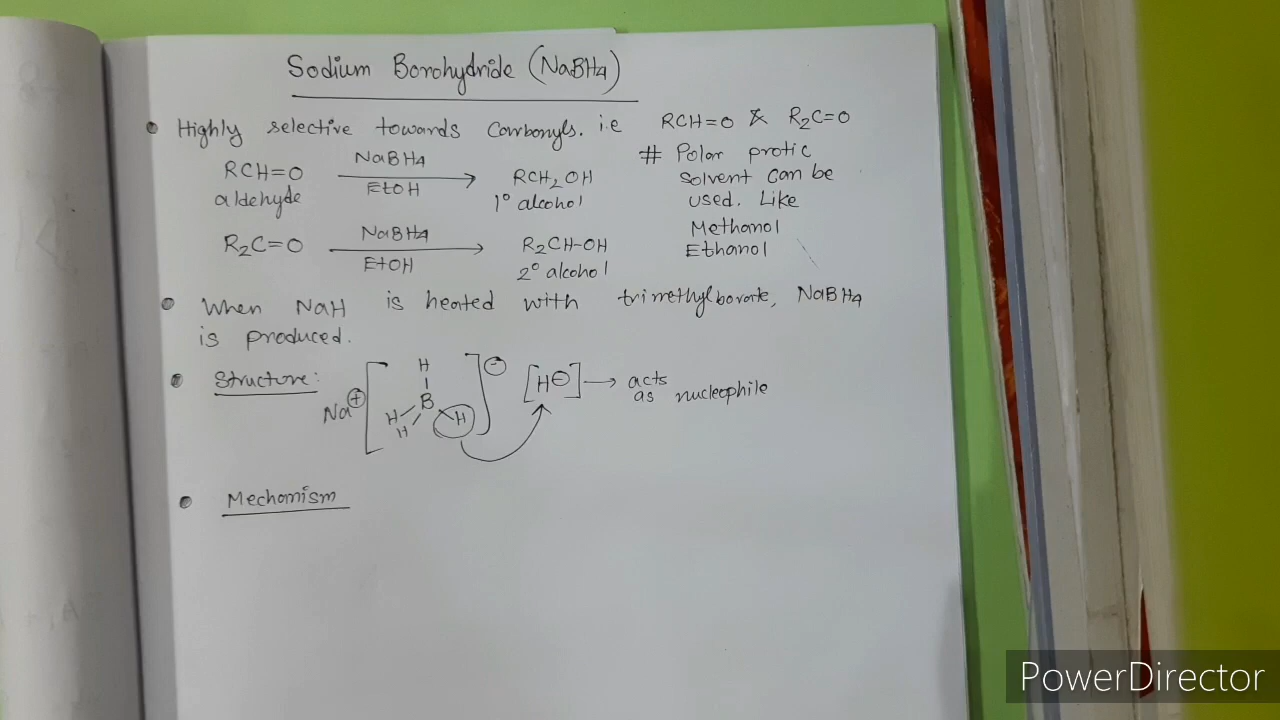 Sodium Borohydride (NaBH4)
Highly selective towards Carbonyls. i.e RCH=O & R2C=O
RCH=O NaBH4 EtOH RCH2OH
aldehyde 1° alcohol
# Polar protic
solvent can be
used. Like
Methanol
Ethanol
R2C=O NaBH4 EtOH R2CH-OH
2° alcohol
When NaH is heated with trimethylborate, NaBH4
is produced.
Structure: Na⊕ [H B H H H]⊖ [H⊖] → acts
as nucleophile
Mechanism
PowerDirector